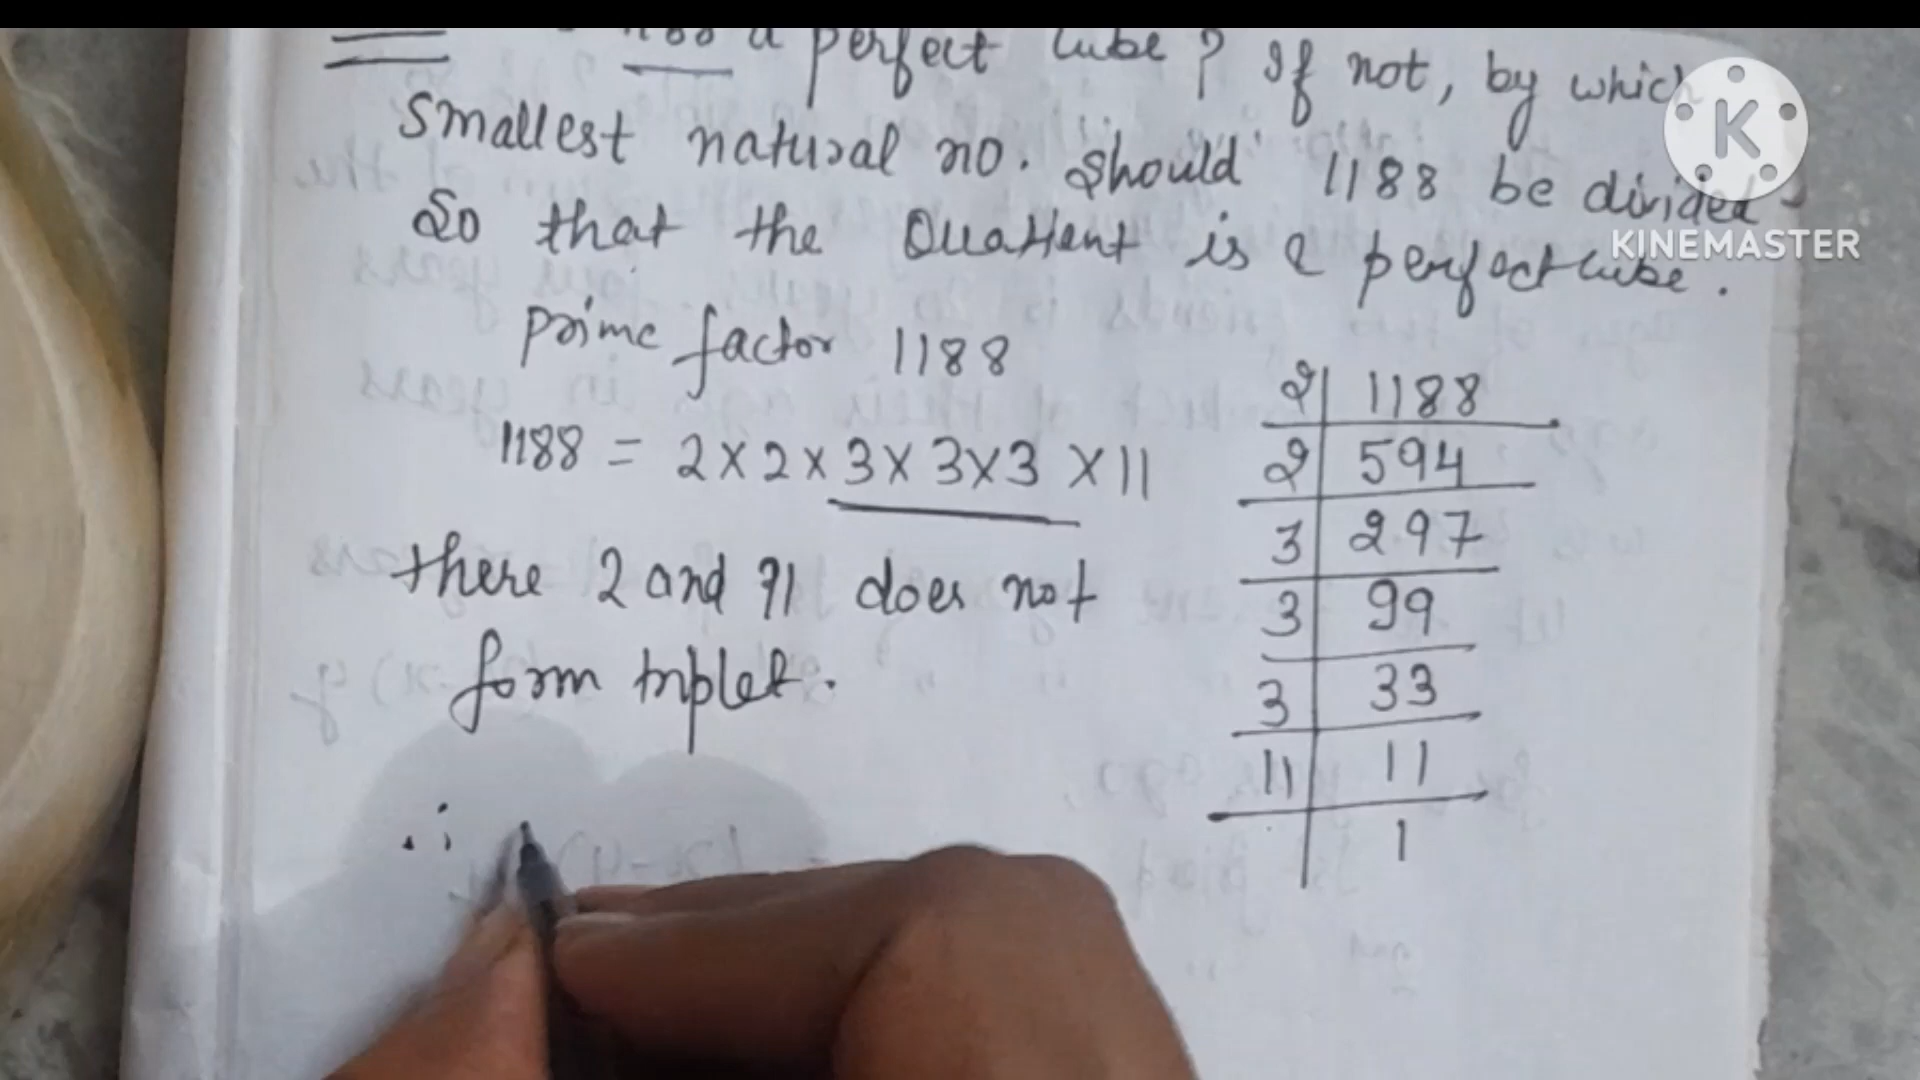 1188 a perfect cube ? If not, by which
smallest natural no. should 1188 be divided
So that the Quatient is a perfect cube.
prime factor 1188
1188 = 2 × 2 × 3 × 3 × 3 × 11
there 2 and 11 does not
form triplet.
∴
2 | 1188
2 | 594
3 | 297
3 | 99
3 | 33
11 | 11
1
K
KINEMASTER